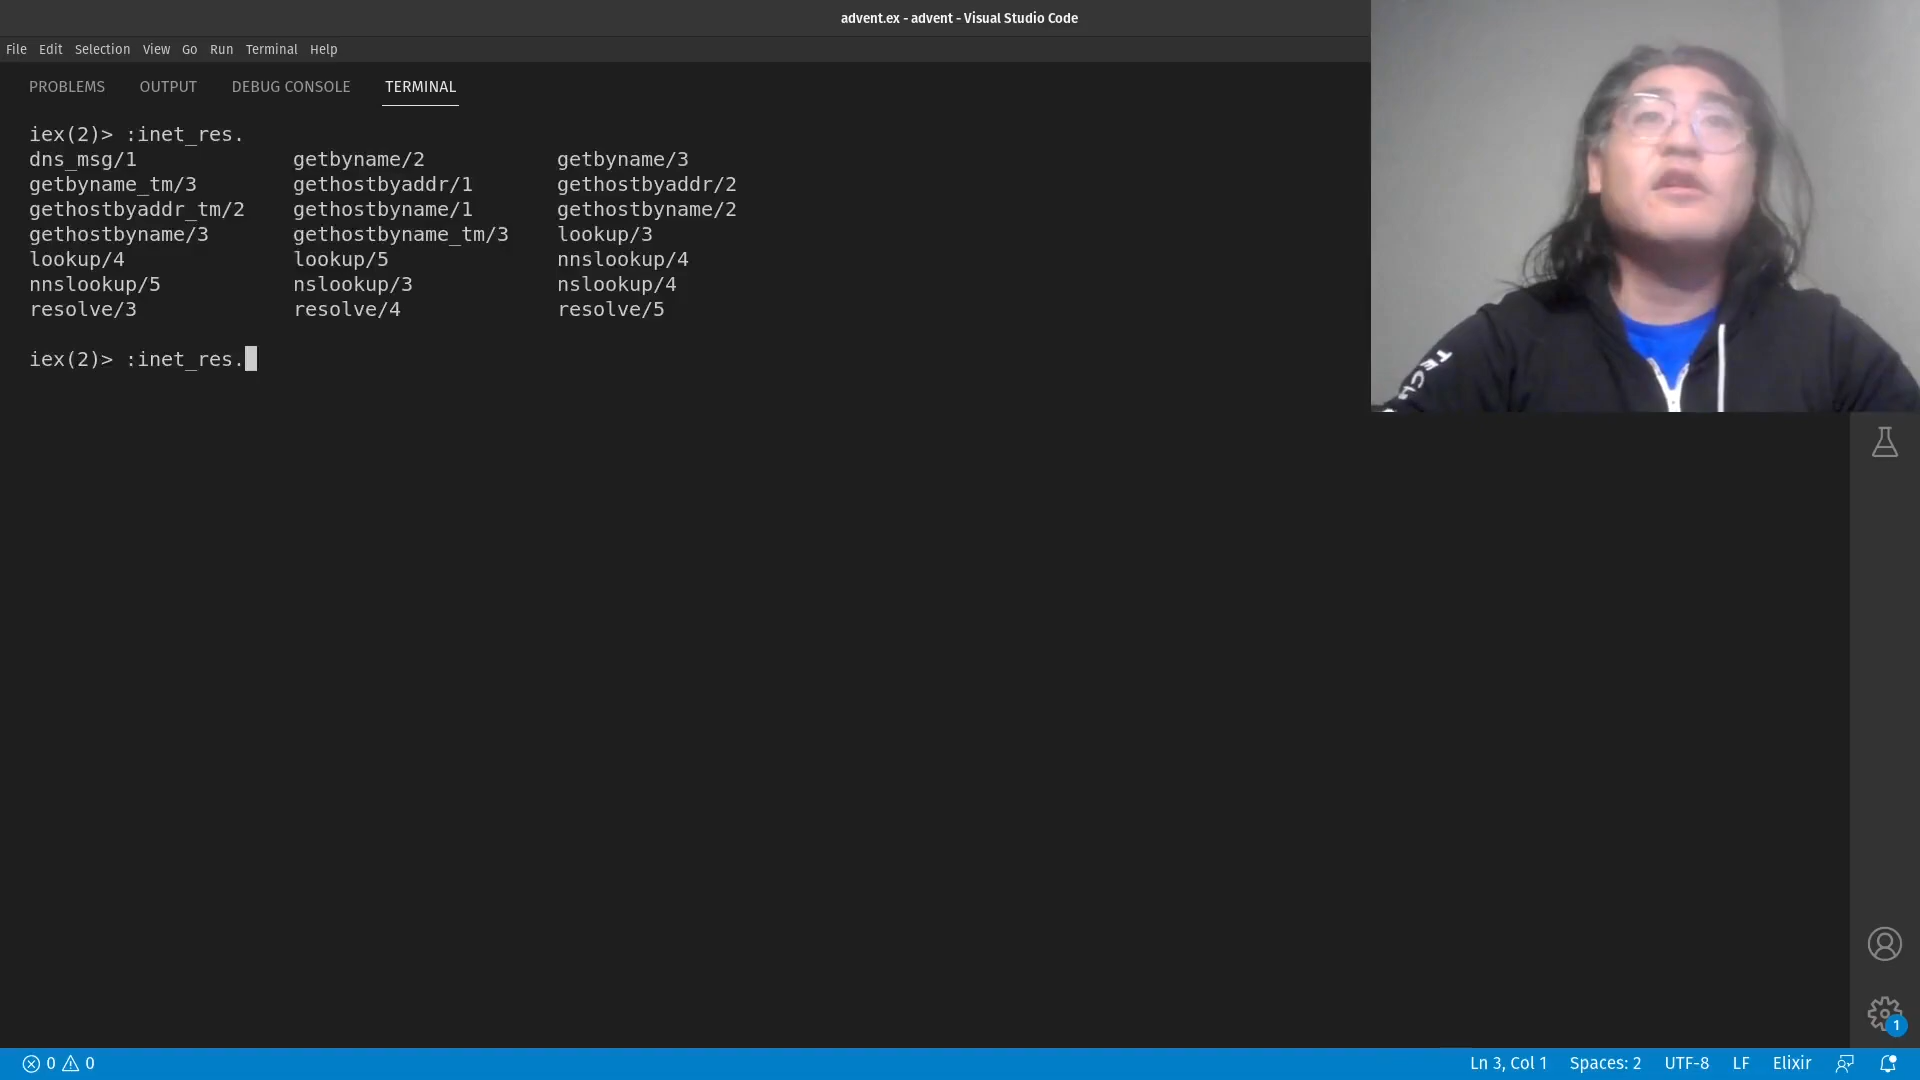 advent.ex - advent - Visual Studio Code
File Edit Selection View Go Run Terminal Help
PROBLEMS OUTPUT DEBUG CONSOLE TERMINAL
iex(2)> :inet_res.
dns_msg/1 getbyname/2 getbyname/3
getbyname_tm/3 gethostbyaddr/1 gethostbyaddr/2
gethostbyaddr_tm/2 gethostbyname/1 gethostbyname/2
gethostbyname/3 gethostbyname_tm/3 lookup/3
lookup/4 lookup/5 nnslookup/4
nnslookup/5 nslookup/3 nslookup/4
resolve/3 resolve/4 resolve/5
iex(2)> :inet_res.
TECH
1
0 0 Ln 3, Col 1 Spaces: 2 UTF-8 LF Elixir